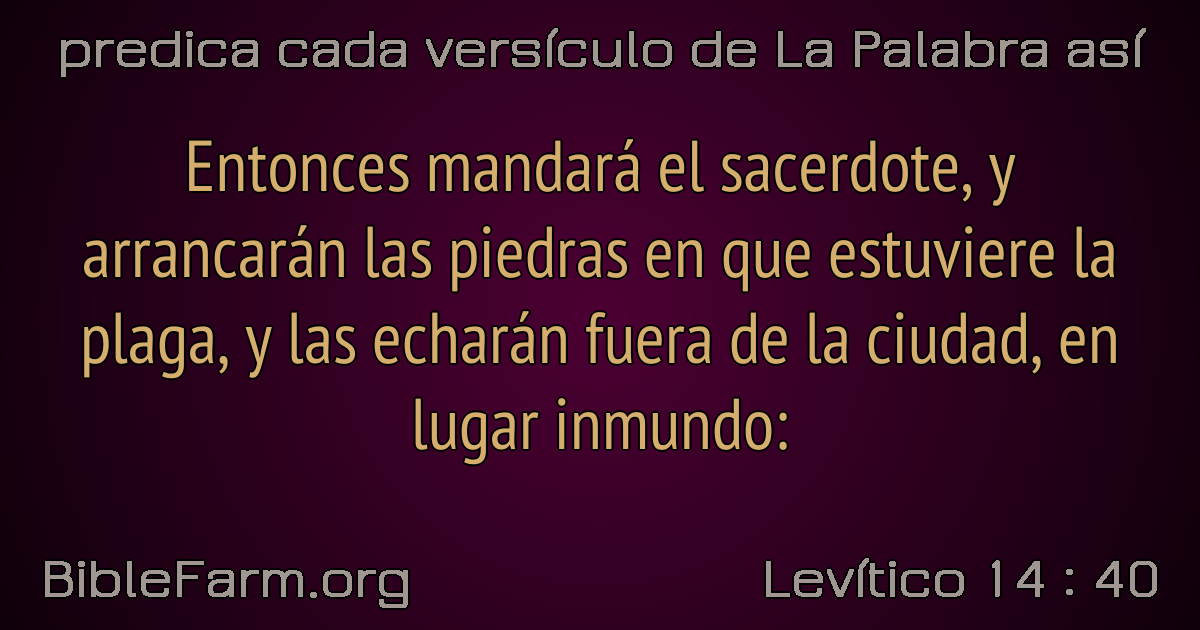 predica cada versículo de La Palabra así
Entonces mandará el sacerdote, y
arrancarán las piedras en que estuviere la
plaga, y las echarán fuera de la ciudad, en
lugar inmundo:
BibleFarm.org
Levítico 14 : 40